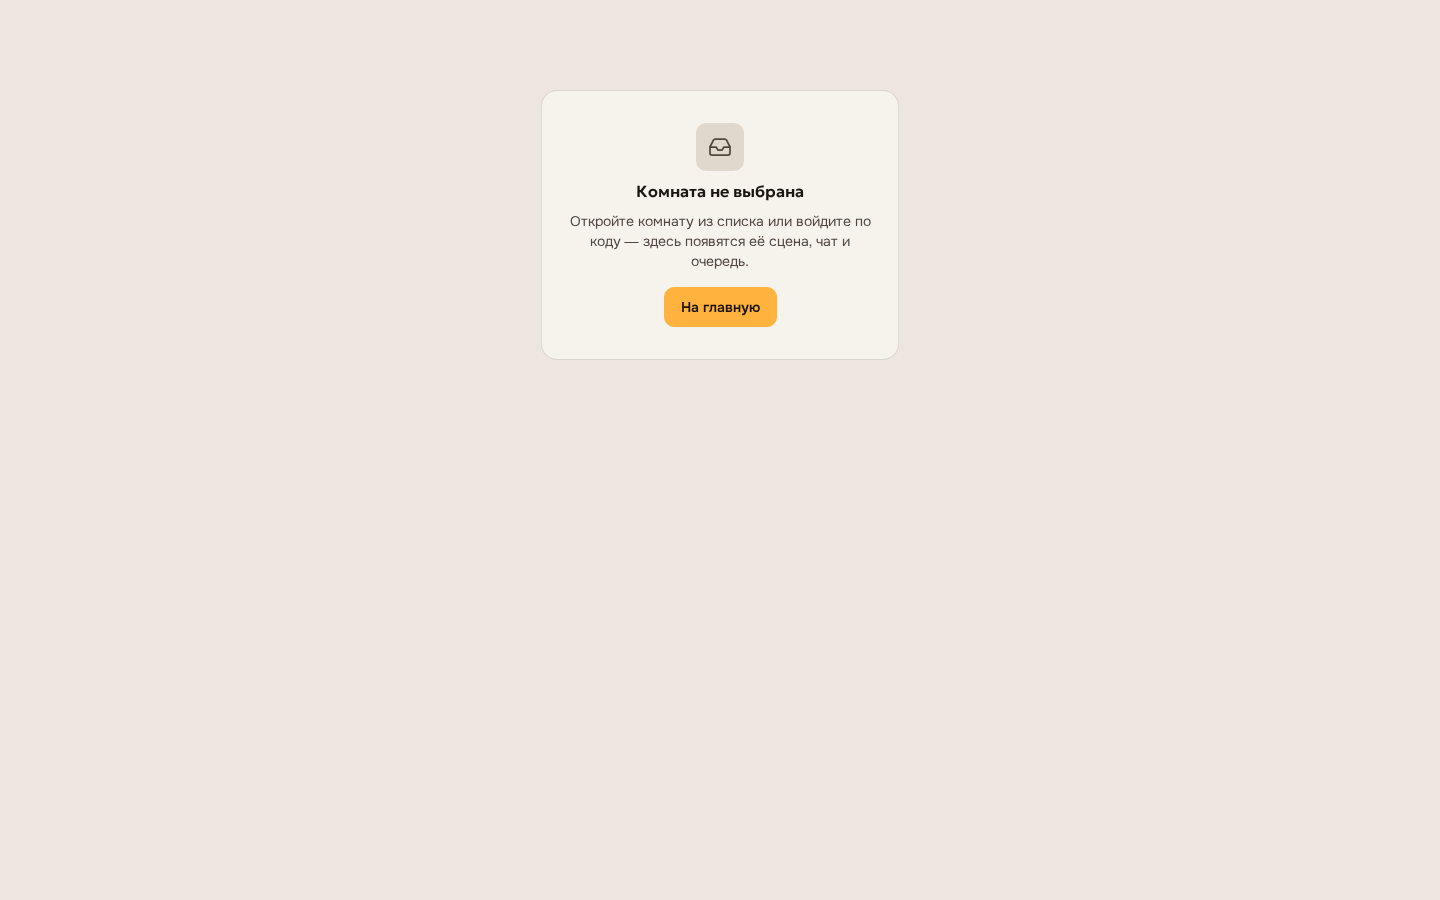 Комната не выбрана
Откройте комнату из списка или войдите по
коду — здесь появятся её сцена, чат и
очередь.
На главную